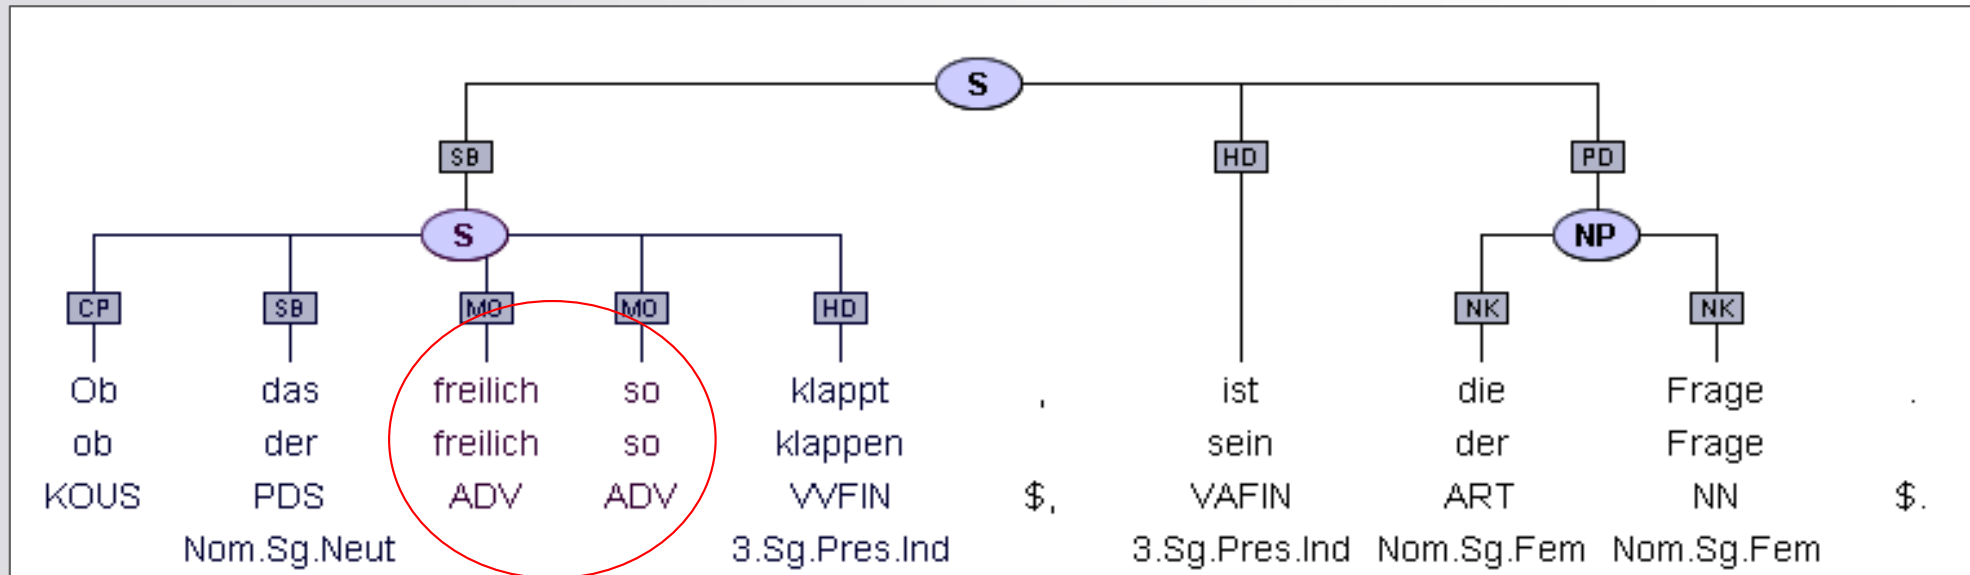 S
SB HD PD
S NP
CP SB MO MO HD NK NK
Ob das freilich so klappt , ist die Frage .
ob der freilich so klappen sein der Frage
KOUS PDS ADV ADV VVFIN $, VAFIN ART NN $.
Nom.Sg.Neut 3.Sg.Pres.Ind 3.Sg.Pres.Ind Nom.Sg.Fem Nom.Sg.Fem